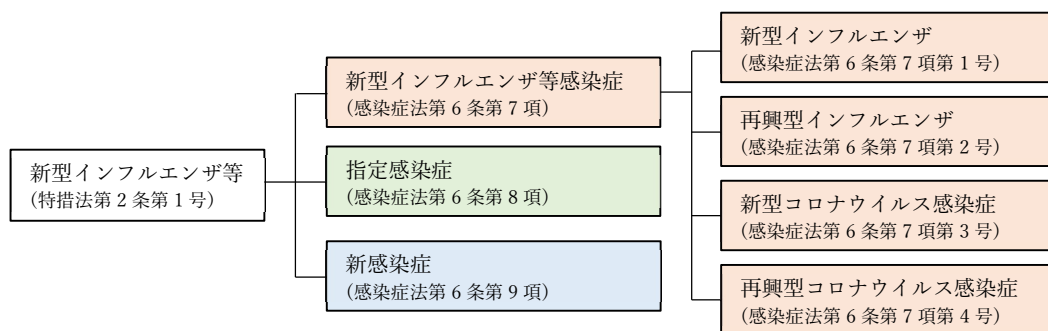 新型インフルエンザ等
(特措法第2条第1号)
新型インフルエンザ等感染症
(感染症法第6条第7項)
指定感染症
(感染症法第6条第8項)
新感染症
(感染症法第6条第9項)
新型インフルエンザ
(感染症法第6条第7項第1号)
再興型インフルエンザ
(感染症法第6条第7項第2号)
新型コロナウイルス感染症
(感染症法第6条第7項第3号)
再興型コロナウイルス感染症
(感染症法第6条第7項第4号)